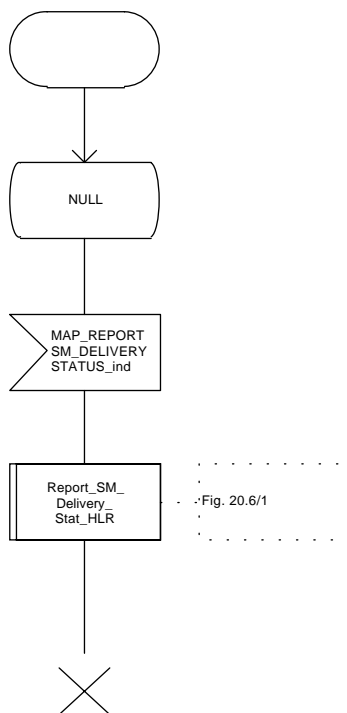 NULL
MAP_REPORT
SM_DELIVERY
STATUS_ind
Report_SM_
Delivery_
Stat_HLR
Fig. 20.6/1